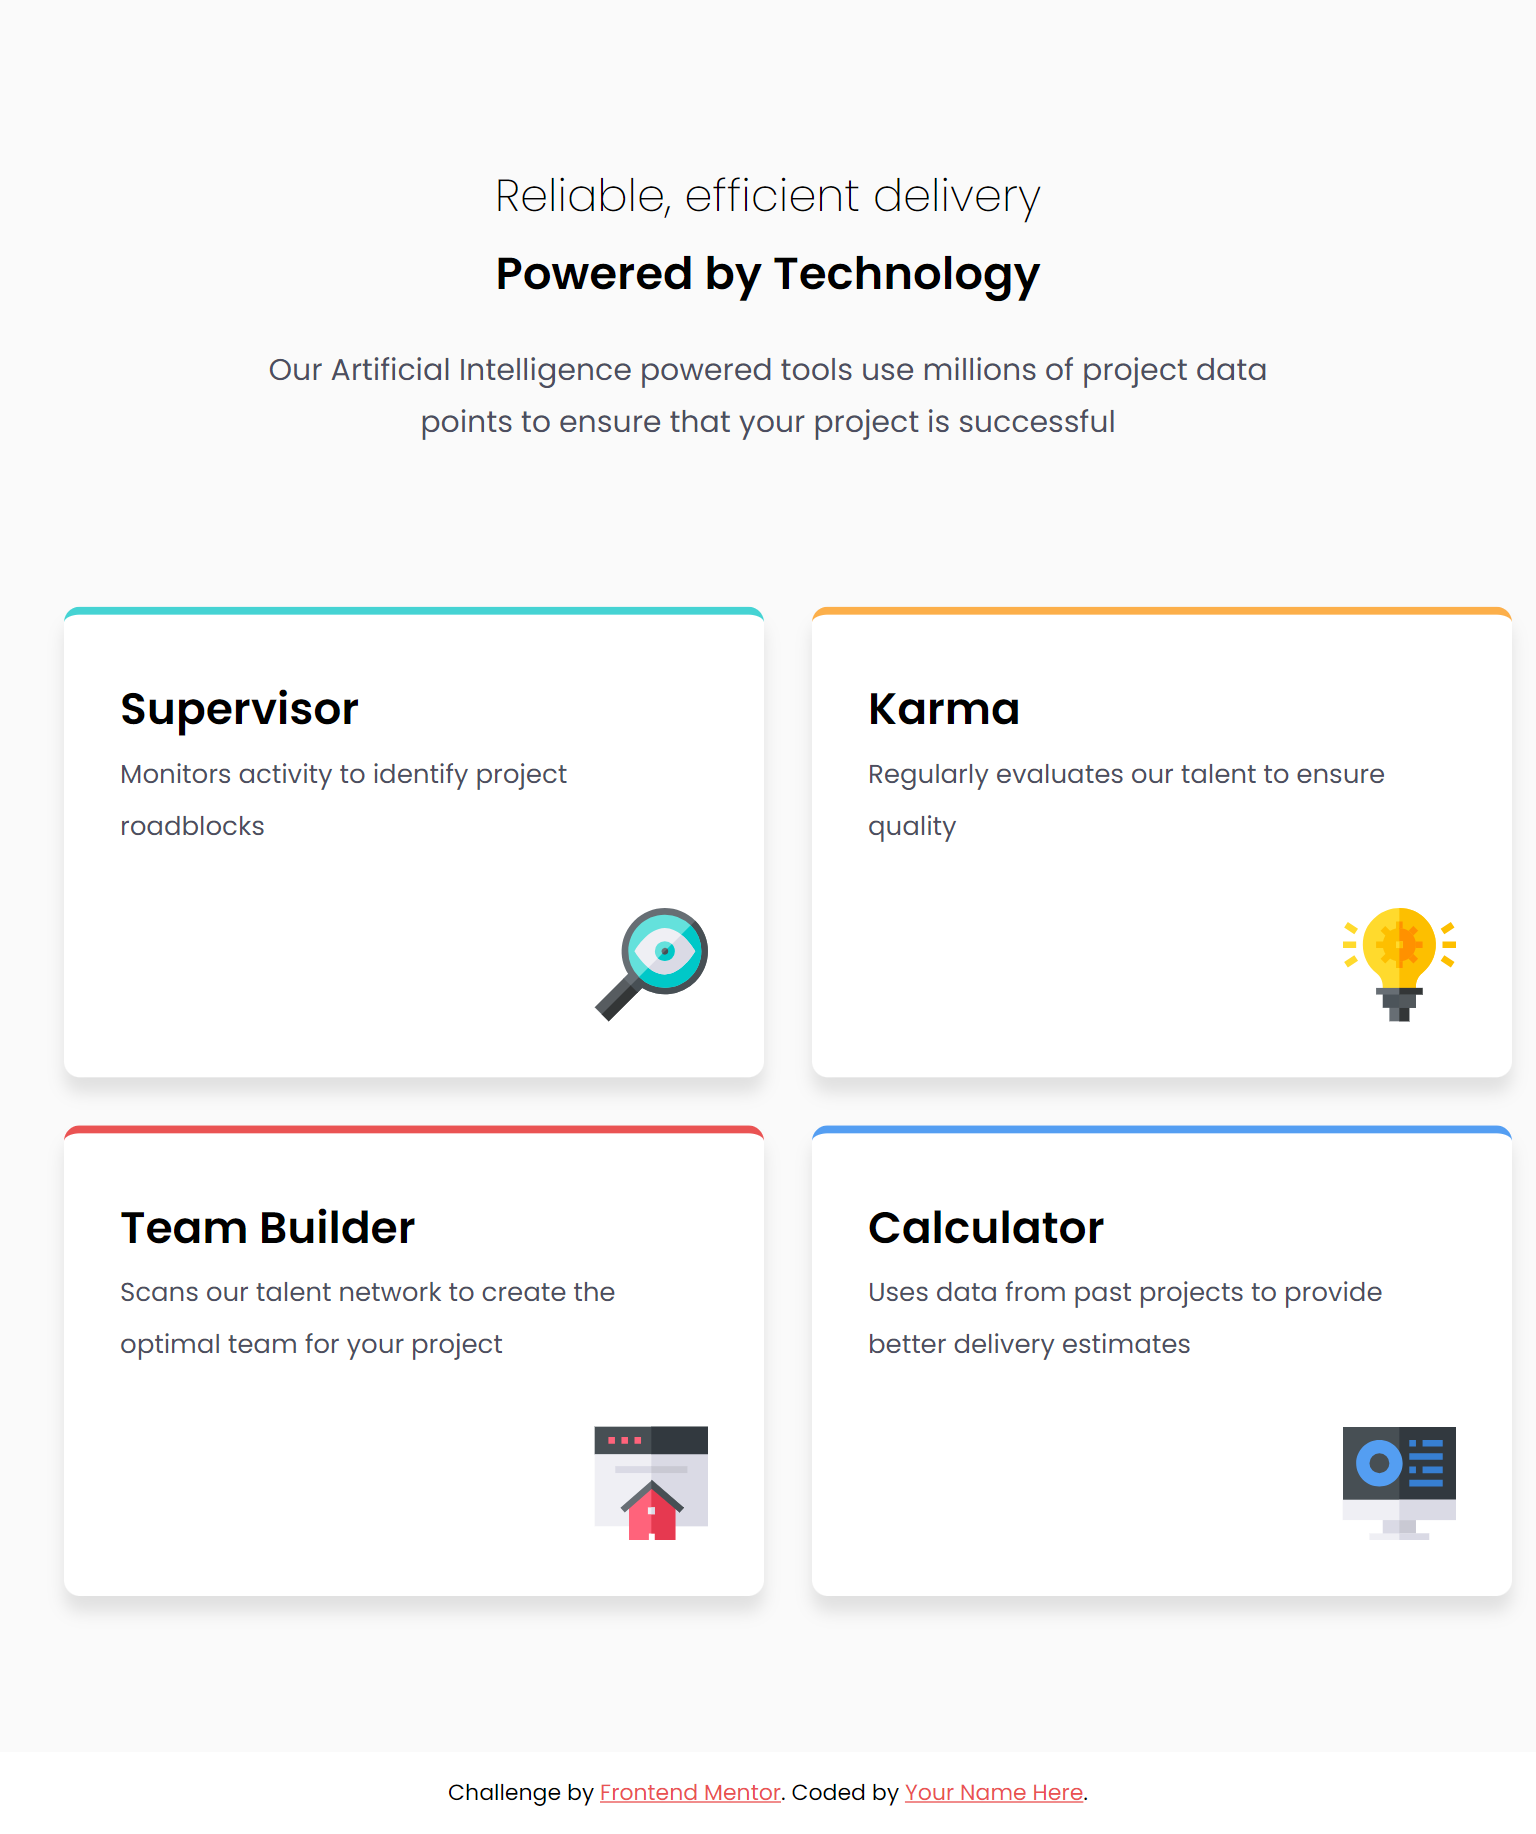 Reliable, efficient delivery
Powered by Technology
Our Artificial Intelligence powered tools use millions of project data
points to ensure that your project is successful
Supervisor
Monitors activity to identify project
roadblocks
Karma
Regularly evaluates our talent to ensure
quality
Team Builder
Scans our talent network to create the
optimal team for your project
Calculator
Uses data from past projects to provide
better delivery estimates
Challenge by Frontend Mentor. Coded by Your Name Here.